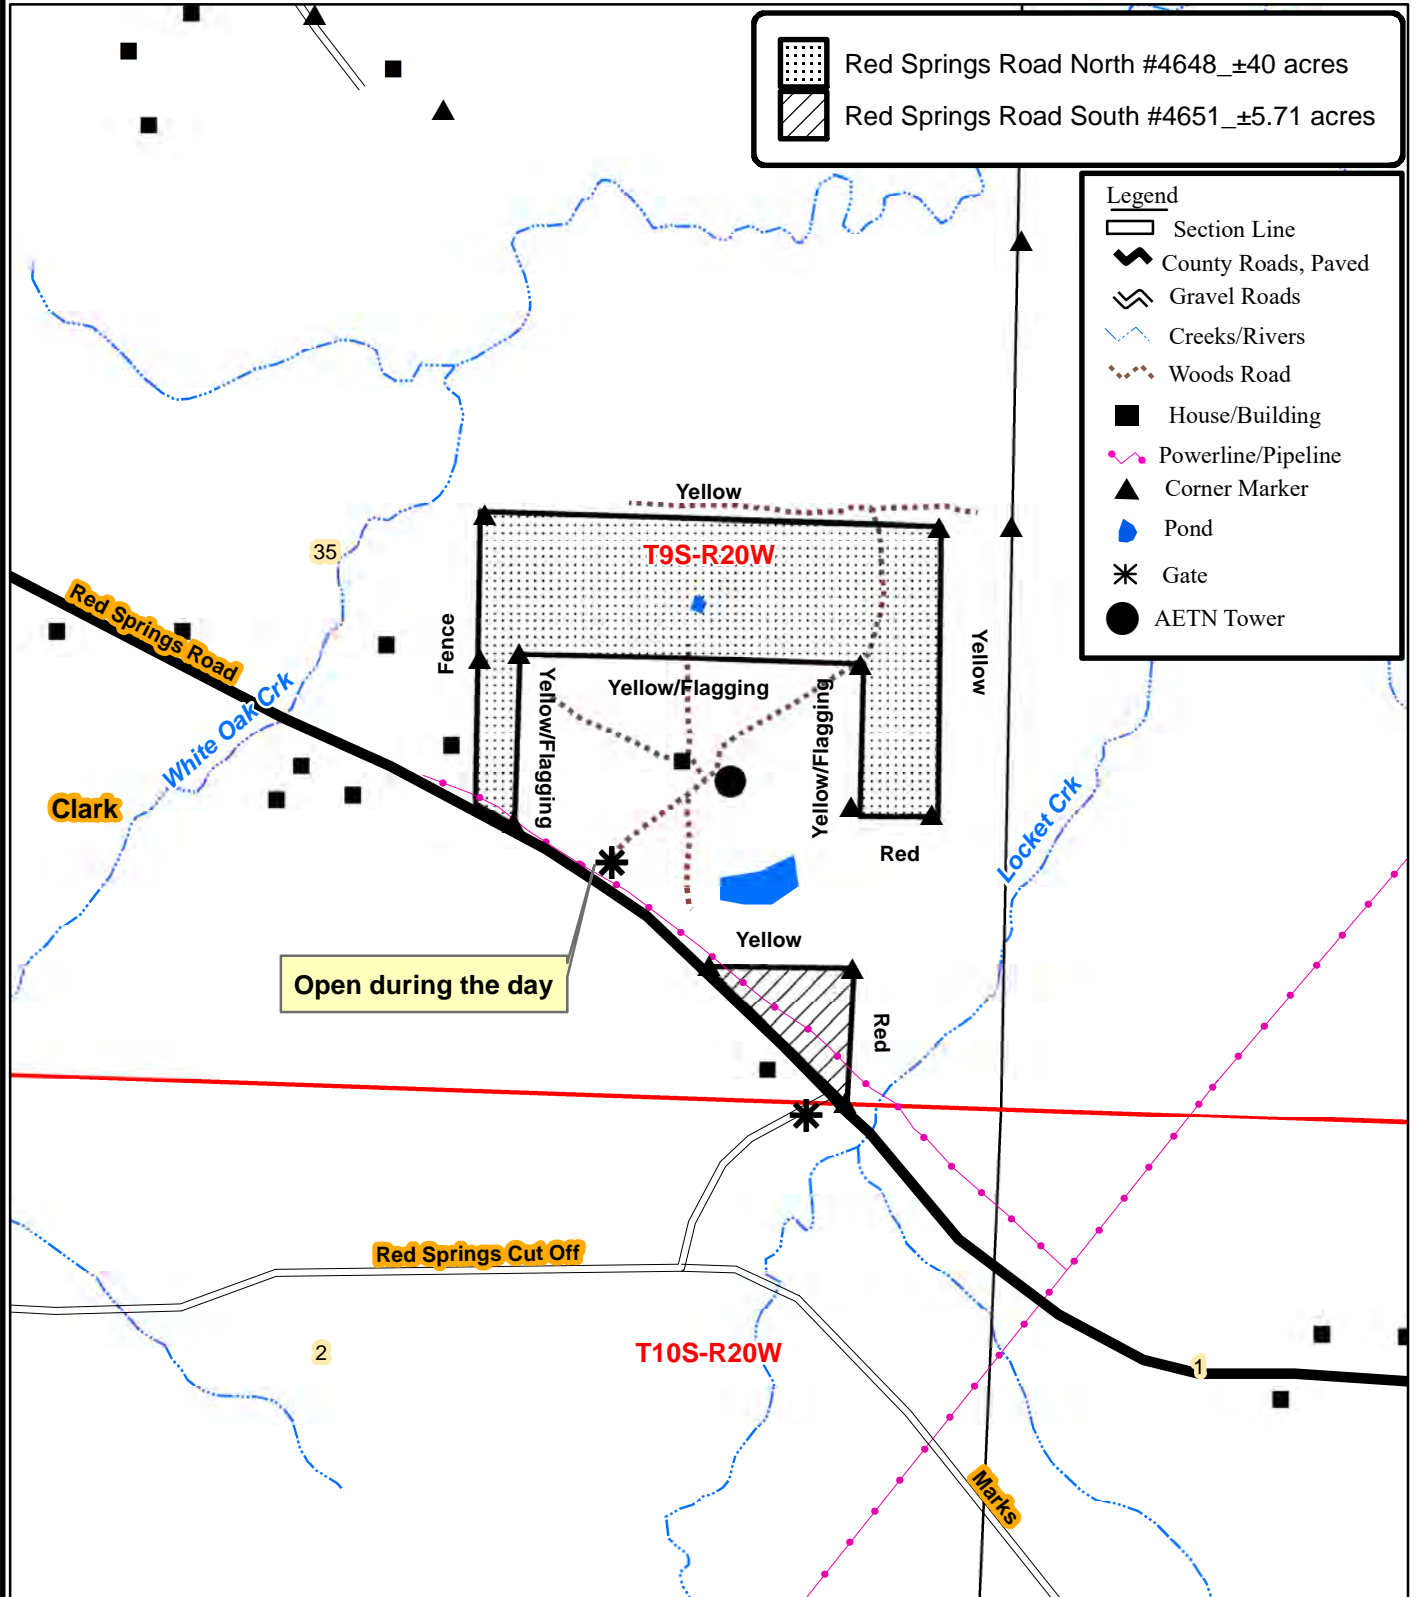 Red Springs Road North #4648_±40 acres
Red Springs Road South #4651_±5.71 acres
Legend
Section Line
County Roads, Paved
Gravel Roads
Creeks/Rivers
Woods Road
House/Building
Powerline/Pipeline
Corner Marker
Pond
Gate
AETN Tower
Yellow
35
T9S-R20W
Red Springs Road
Fence
Yellow
Yellow/Flagging
Yellow/Flagging
Yellow/Flagging
White Oak Crk
Clark
Locket Crk
Red
Yellow
Open during the day
Red
Red Springs Cut Off
2
T10S-R20W
1
Marks